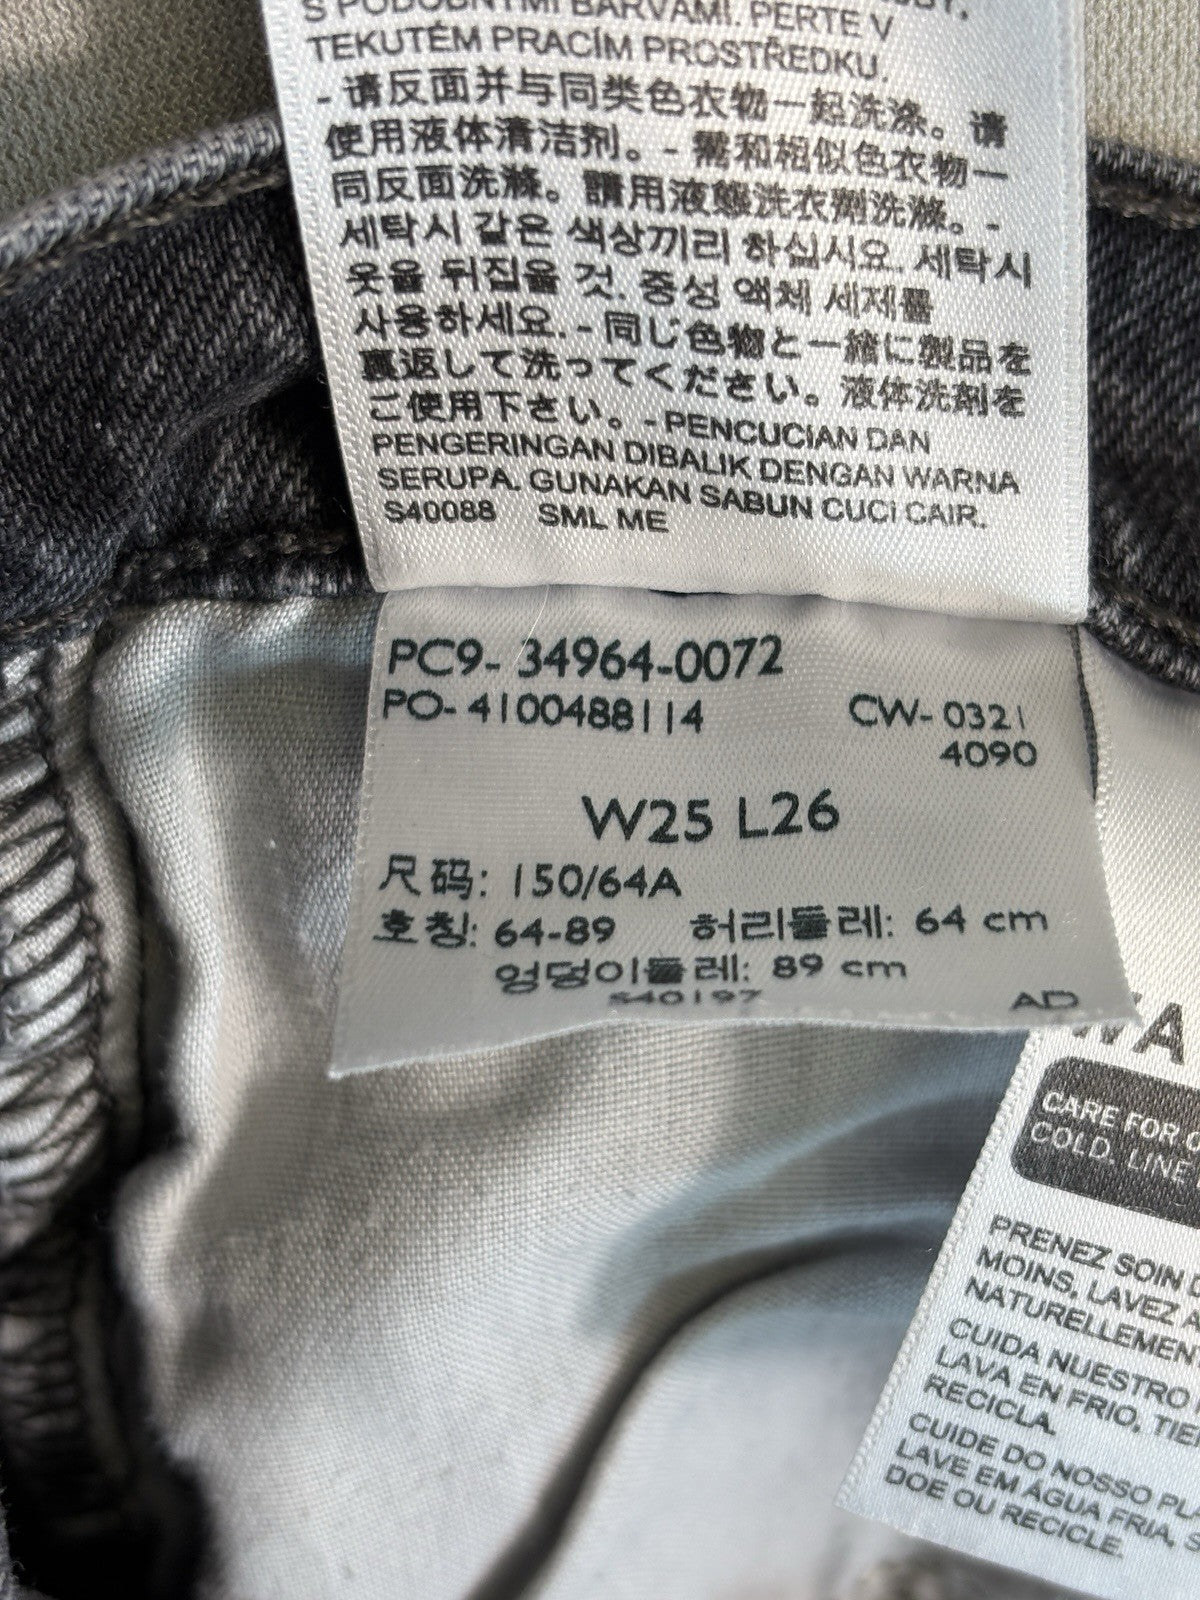 S PODOBNÝMI BARVAMI. PERTE V
TEKUTÉM PRACÍM PROSTŘEDKU.
- 请反面并与同类色衣物一起洗涤。请
使用液体清洁剂。- 需和相似色衣物一
同反面洗滌。請用液態洗衣劑洗滌。-
세탁시 같은 색상끼리 하십시요. 세탁시
옷을 뒤집을 것. 중성 액체 세제를
사용하세요. - 同じ色物と一緒に製品を
裏返して洗ってください。液体洗剤を
ご使用下さい。- PENCUCIAN DAN
PENGERINGAN DIBALIK DENGAN WARNA
SERUPA. GUNAKAN SABUN CUCI CAIR.
S40088 SML ME
PC9- 34964-0072
PO- 4100488114 CW- 0321
4090
W25 L26
尺码: 150/64A
호칭: 64-89 허리둘레: 64 cm
엉덩이둘레: 89 cm
S40197 AD
WA
CARE FOR
COLD. LINE
PRENEZ SOIN
MOINS, LAVEZ
NATURELLEMENT
CUIDA NUESTRO
LAVA EN FRIO,
RECICLA.
CUIDE DO NOSSO
LAVE EM ÁGUA FRIA,
DOE OU RECICLE.